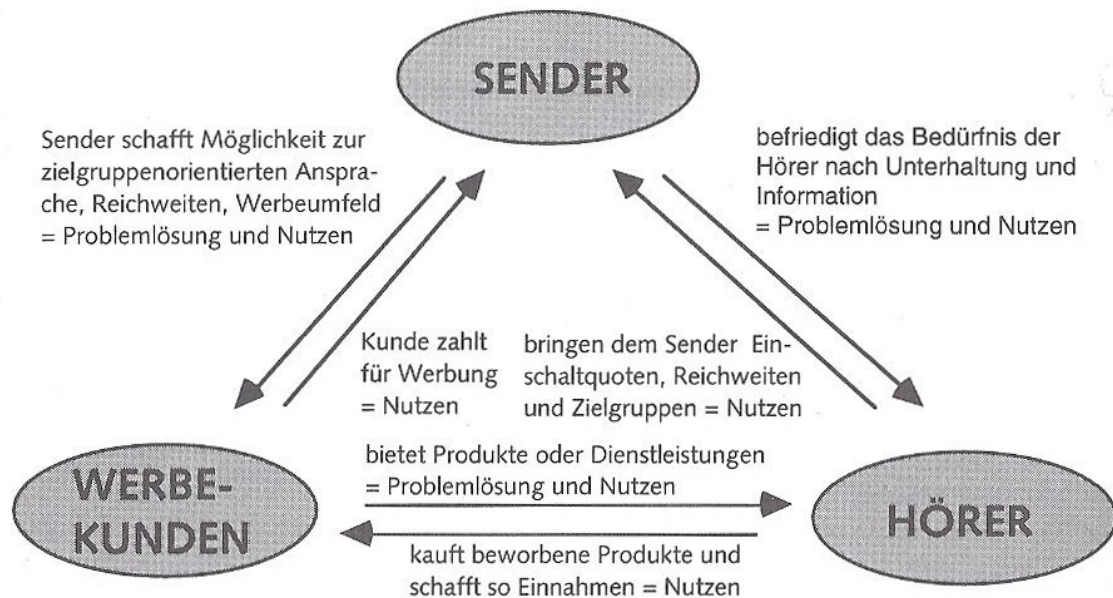 SENDER
Sender schafft Möglichkeit zur
zielgruppenorientierten Anspra-
che, Reichweiten, Werbeumfeld
= Problemlösung und Nutzen
befriedigt das Bedürfnis der
Hörer nach Unterhaltung und
Information
= Problemlösung und Nutzen
Kunde zahlt
für Werbung
= Nutzen
bringen dem Sender Ein-
schaltquoten, Reichweiten
und Zielgruppen = Nutzen
WERBE-
KUNDEN
bietet Produkte oder Dienstleistungen
= Problemlösung und Nutzen
HÖRER
kauft beworbene Produkte und
schafft so Einnahmen = Nutzen